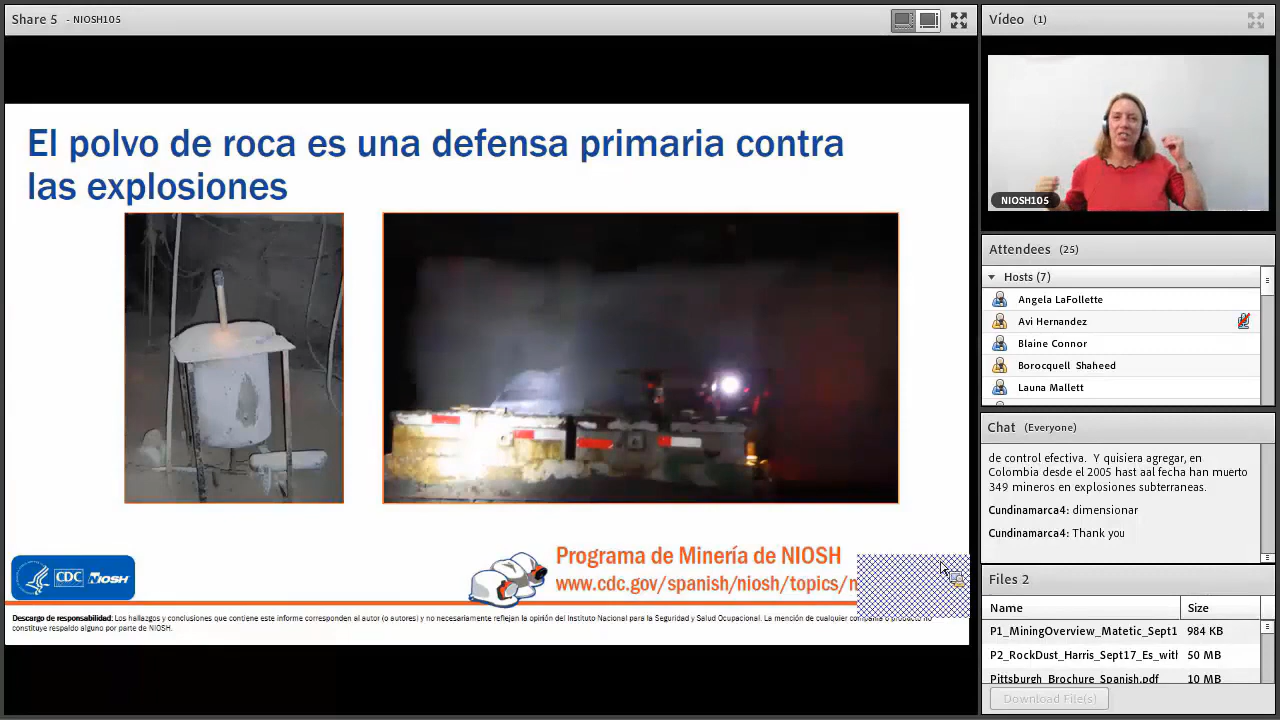 Share 5 - NIOSH105
El polvo de roca es una defensa primaria contra
las explosiones
CDC NIOSH
Programa de Minería de NIOSH
www.cdc.gov/spanish/niosh/topics/
Descargo de responsabilidad: Los hallazgos y conclusiones que contiene este informe corresponden al autor (o autores) y no necesariamente reflejan la opinión del Instituto Nacional para la Seguridad y Salud Ocupacional. La mención de cualquier compañía o producto no
constituye respaldo alguno por parte de NIOSH.
Vídeo (1)
NIOSH105
Attendees (25)
Hosts (7)
Angela LaFollette
Avi Hernandez
Blaine Connor
Borocquell Shaheed
Launa Mallett
Chat (Everyone)
de control efectiva. Y quisiera agregar, en
Colombia desde el 2005 hast aal fecha han muerto
349 mineros en explosiones subterraneas.
Cundinamarca4: dimensionar
Cundinamarca4: Thank you
Files 2
Name Size
P1_MiningOverview_Matetic_Sept1 984 KB
P2_RockDust_Harris_Sept17_Es_with 50 MB
Pittsburgh_Brochure_Spanish.pdf 10 MB
Download File(s)